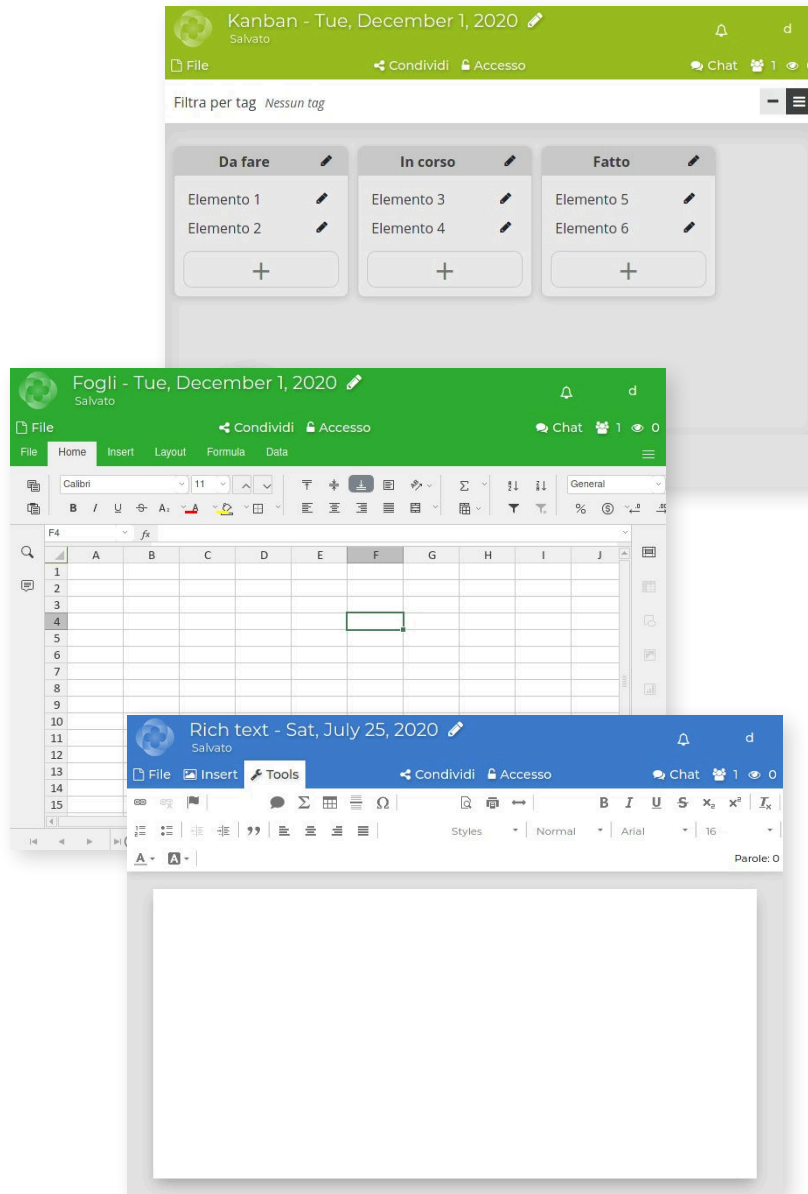 Kanban - Tue, December 1, 2020
Salvato
d
File
Condividi
Accesso
Chat
1
Filtra per tag Nessun tag
Da fare
In corso
Fatto
Elemento 1
Elemento 3
Elemento 5
Elemento 2
Elemento 4
Elemento 6
Fogli - Tue, December 1, 2020
Salvato
d
File
Condividi
Accesso
Chat
1
0
File Home Insert Layout Formula Data
Calibri
11
General
F4
fx
A B C D E F G H I J
1
2
3
4
5
6
7
8
9
10
11
12
13
14
15
Rich text - Sat, July 25, 2020
Salvato
d
File
Insert
Tools
Condividi
Accesso
Chat
1
0
Styles
Normal
Arial
16
Parole: 0